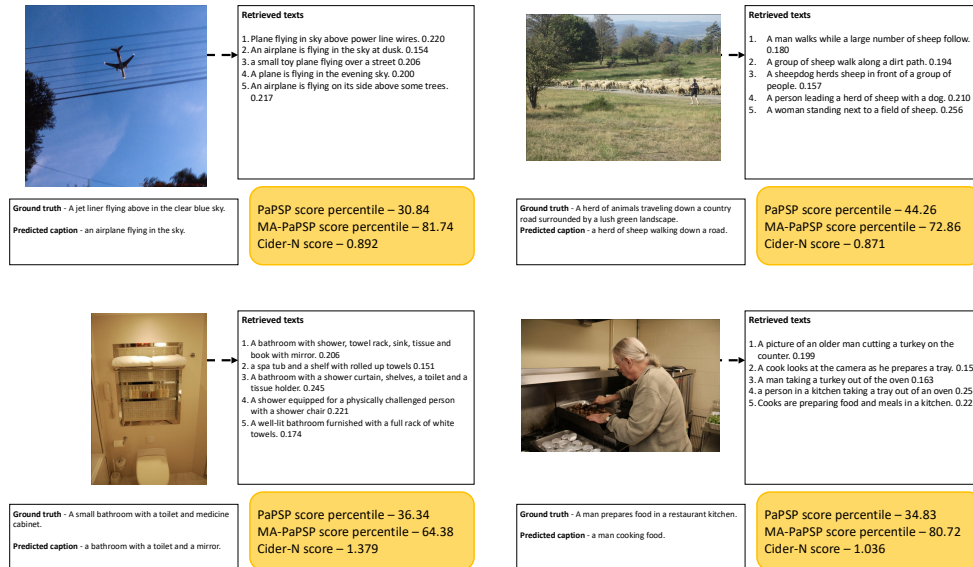 Retrieved texts
1. Plane flying in sky above power line wires. 0.220
2. An airplane is flying in the sky at dusk. 0.154
3. a small toy plane flying over a street 0.206
4. A plane is flying in the evening sky. 0.200
5. An airplane is flying on its side above some trees.
0.217
Ground truth - A jet liner flying above in the clear blue sky.
Predicted caption - an airplane flying in the sky.
PaPSP score percentile – 30.84
MA-PaPSP score percentile – 81.74
Cider-N score – 0.892
Retrieved texts
1. A man walks while a large number of sheep follow.
0.180
2. A group of sheep walk along a dirt path. 0.194
3. A sheepdog herds sheep in front of a group of
people. 0.157
4. A person leading a herd of sheep with a dog. 0.210
5. A woman standing next to a field of sheep. 0.256
Ground truth - A herd of animals traveling down a country
road surrounded by a lush green landscape.
Predicted caption - a herd of sheep walking down a road.
PaPSP score percentile – 44.26
MA-PaPSP score percentile – 72.86
Cider-N score – 0.871
Retrieved texts
1. A bathroom with shower, towel rack, sink, tissue and
book with mirror. 0.206
2. a spa tub and a shelf with rolled up towels 0.151
3. A bathroom with a shower curtain, shelves, a toilet and a
tissue holder. 0.245
4. A shower equipped for a physically challenged person
with a shower chair 0.221
5. A well-lit bathroom furnished with a full rack of white
towels. 0.174
Ground truth - A small bathroom with a toilet and medicine
cabinet.
Predicted caption - a bathroom with a toilet and a mirror.
PaPSP score percentile – 36.34
MA-PaPSP score percentile – 64.38
Cider-N score – 1.379
Retrieved texts
1. A picture of an older man cutting a turkey on the
counter. 0.199
2. A cook looks at the camera as he prepares a tray. 0.15
3. A man taking a turkey out of the oven 0.163
4. a person in a kitchen taking a tray out of an oven 0.25
5. Cooks are preparing food and meals in a kitchen. 0.22
Ground truth - A man prepares food in a restaurant kitchen.
Predicted caption - a man cooking food.
PaPSP score percentile – 34.83
MA-PaPSP score percentile – 80.72
Cider-N score – 1.036